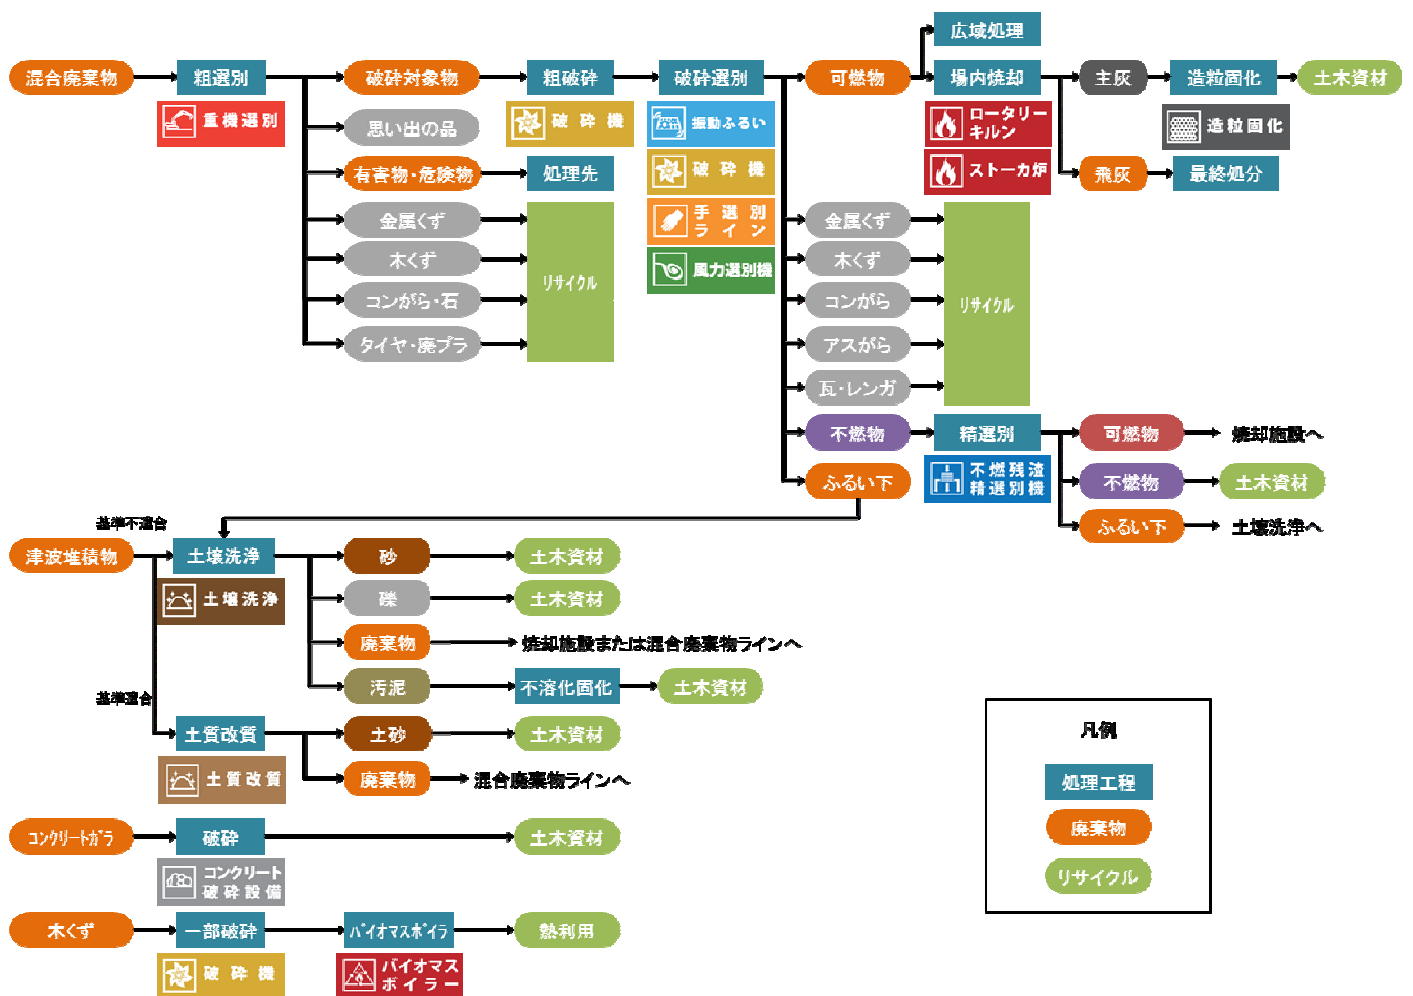 広域処理
混合廃棄物
粗選別
破砕対象物
粗破砕
破砕選別
可燃物
場内焼却
主灰
造粒固化
土木資材
重機選別
破砕機
振動ふるい
ロータリー
キルン
造粒固化
思い出の品
有害物・危険物
処理先
破砕機
ストーカ炉
飛灰
最終処分
手選別
ライン
風力選別機
金属くず
木くず
コンがら・石
タイヤ・廃プラ
リサイクル
金属くず
木くず
コンがら
アスがら
瓦・レンガ
リサイクル
不燃物
精選別
可燃物
焼却施設へ
不燃残渣
精選別機
ふるい下
不燃物
土木資材
ふるい下
土壌洗浄へ
基準不適合
津波堆積物
土壌洗浄
砂
土木資材
土壌洗浄
礫
土木資材
廃棄物
焼却施設または混合廃棄物ラインへ
汚泥
不溶化固化
土木資材
基準適合
土質改質
土砂
土木資材
土質改質
廃棄物
混合廃棄物ラインへ
コンクリートガラ
破砕
土木資材
コンクリート
破砕設備
木くず
一部破砕
バイオマスボイラ
熱利用
破砕機
バイオマス
ボイラー
凡例
処理工程
廃棄物
リサイクル